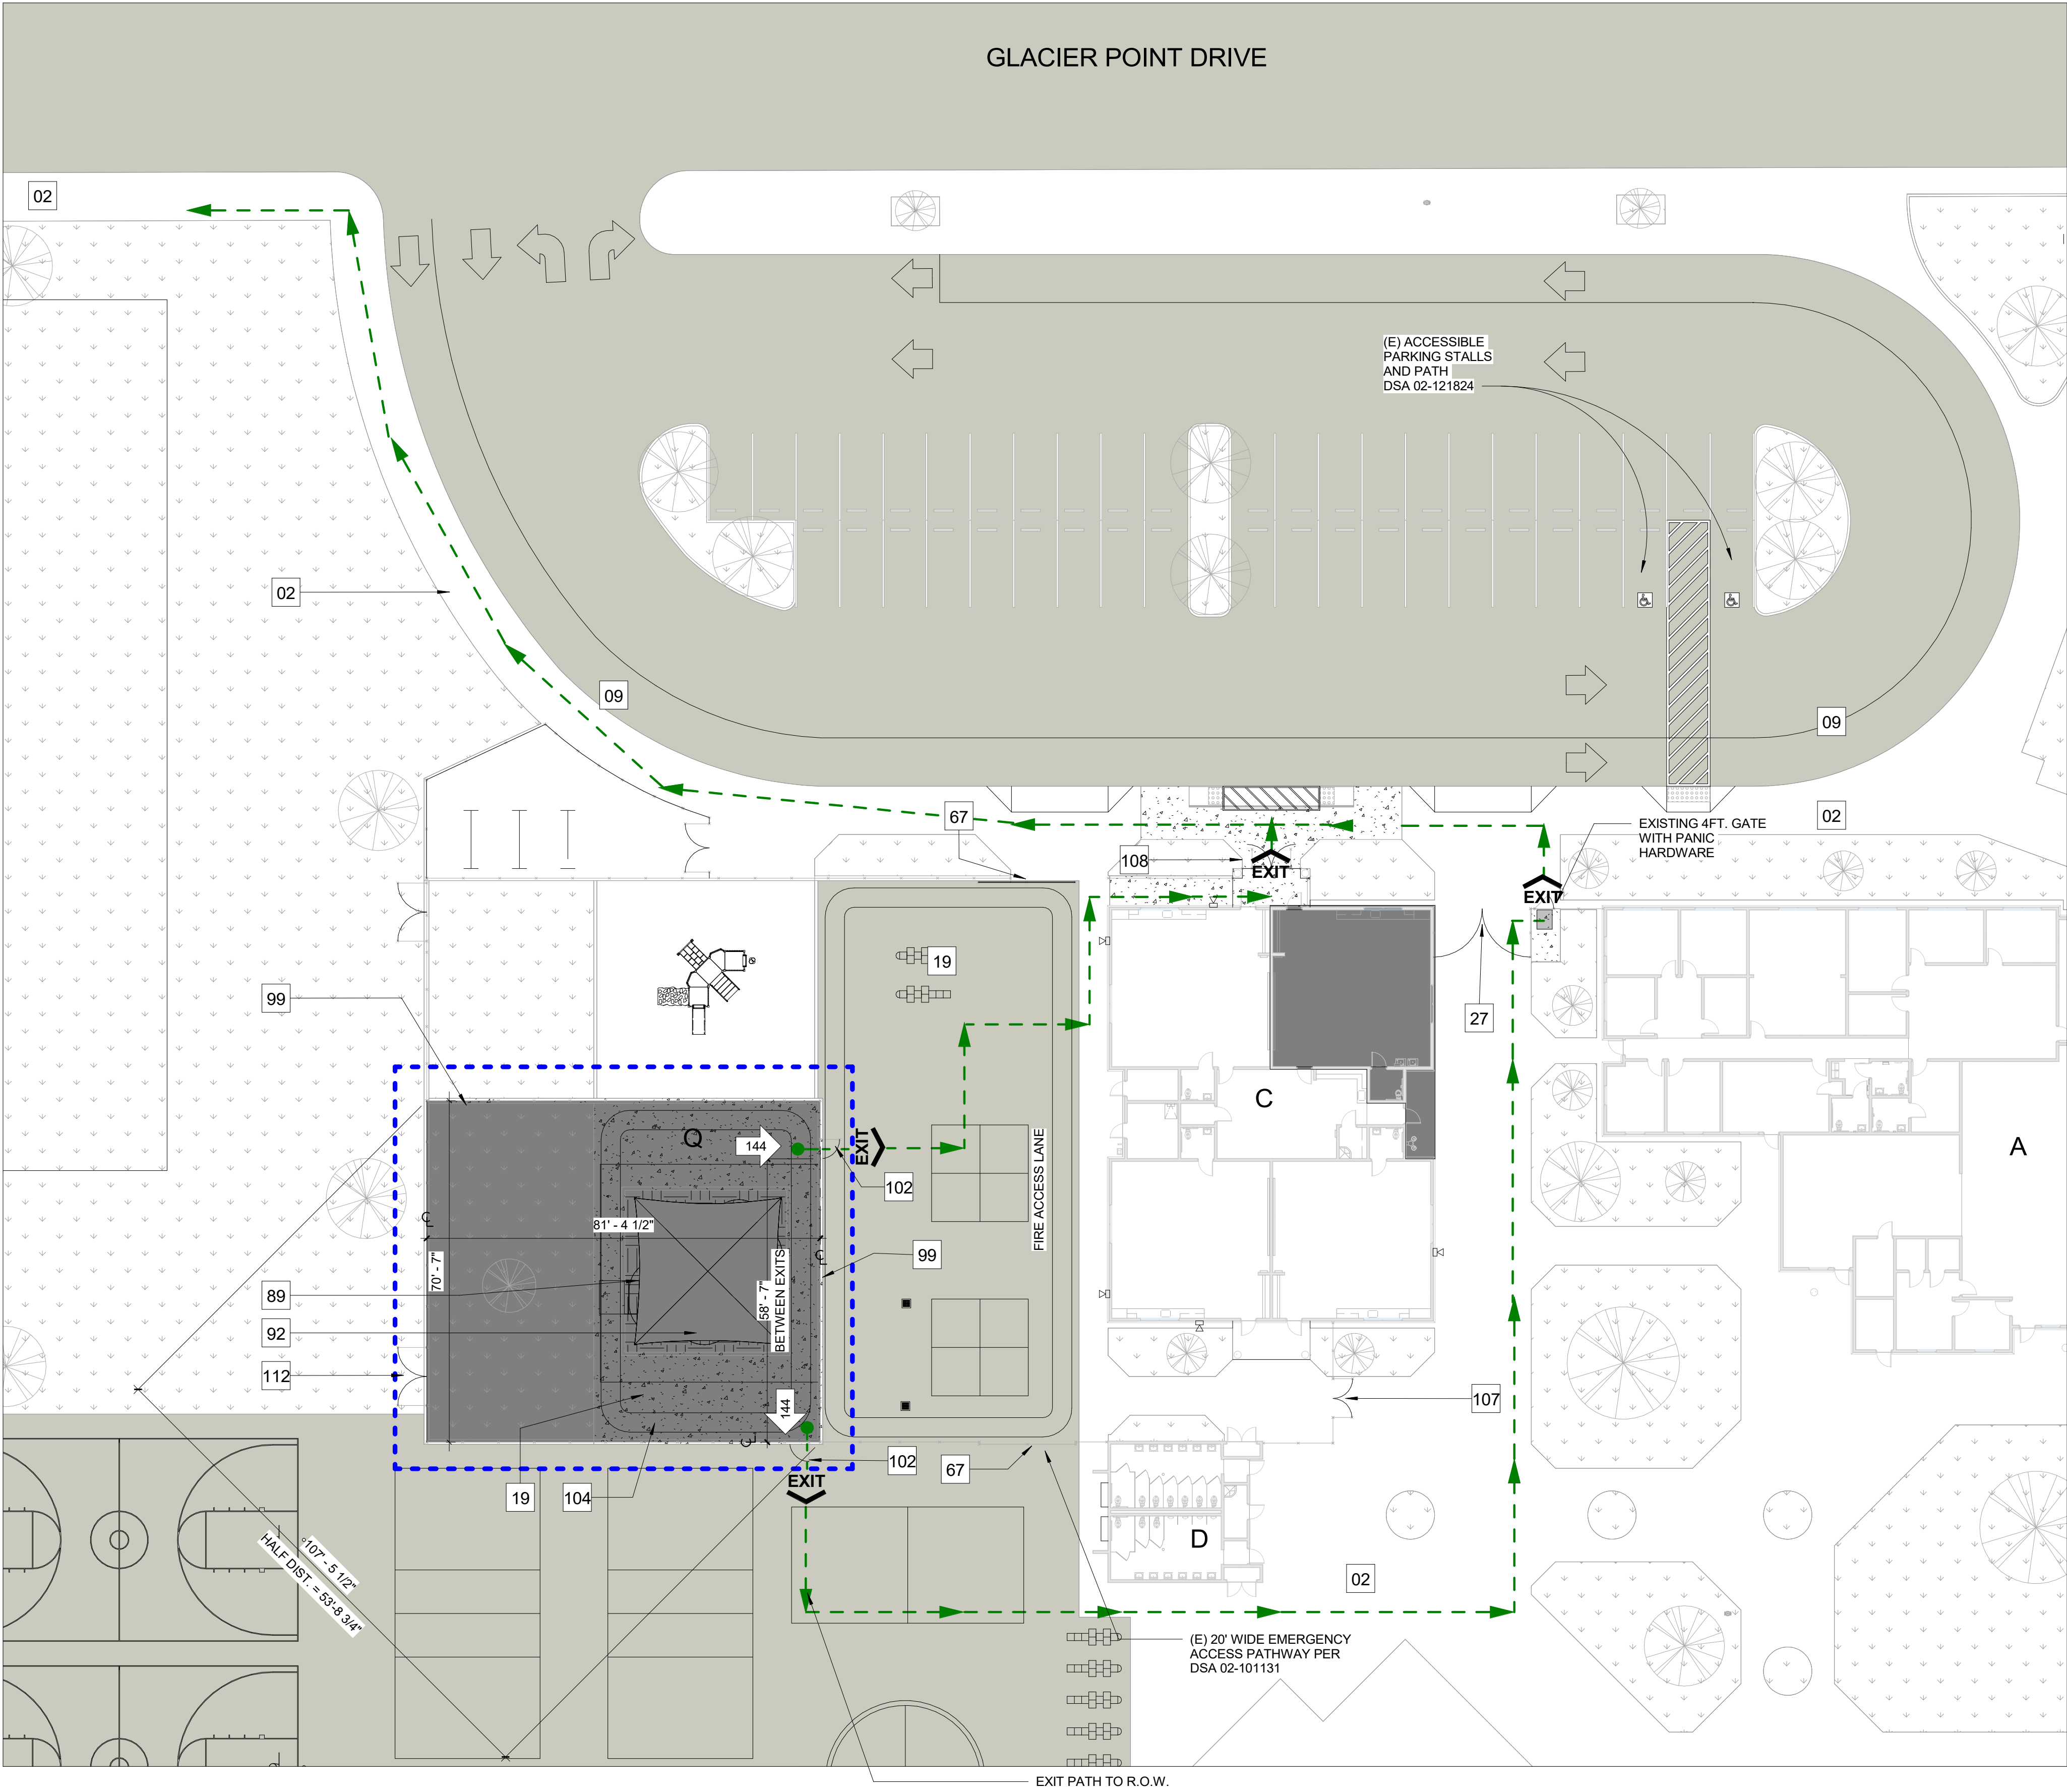 GLACIER POINT DRIVE
02
(E) ACCESSIBLE
PARKING STALLS
AND PATH
DSA 02-121824
02
09
09
67
02
EXISTING 4FT. GATE
WITH PANIC
HARDWARE
108
EXIT
EXIT
19
99
27
C
Q
144
EXIT
A
102
FIRE ACCESS LANE
81' - 4 1/2"
99
70' - 7"
58' - 7"
BETWEEN EXITS
89
92
112
107
144
102
67
EXIT
19
104
D
107' - 5 1/2"
HALF DIST. = 53'-8 3/4"
02
(E) 20' WIDE EMERGENCY
ACCESS PATHWAY PER
DSA 02-101131
EXIT PATH TO R.O.W.